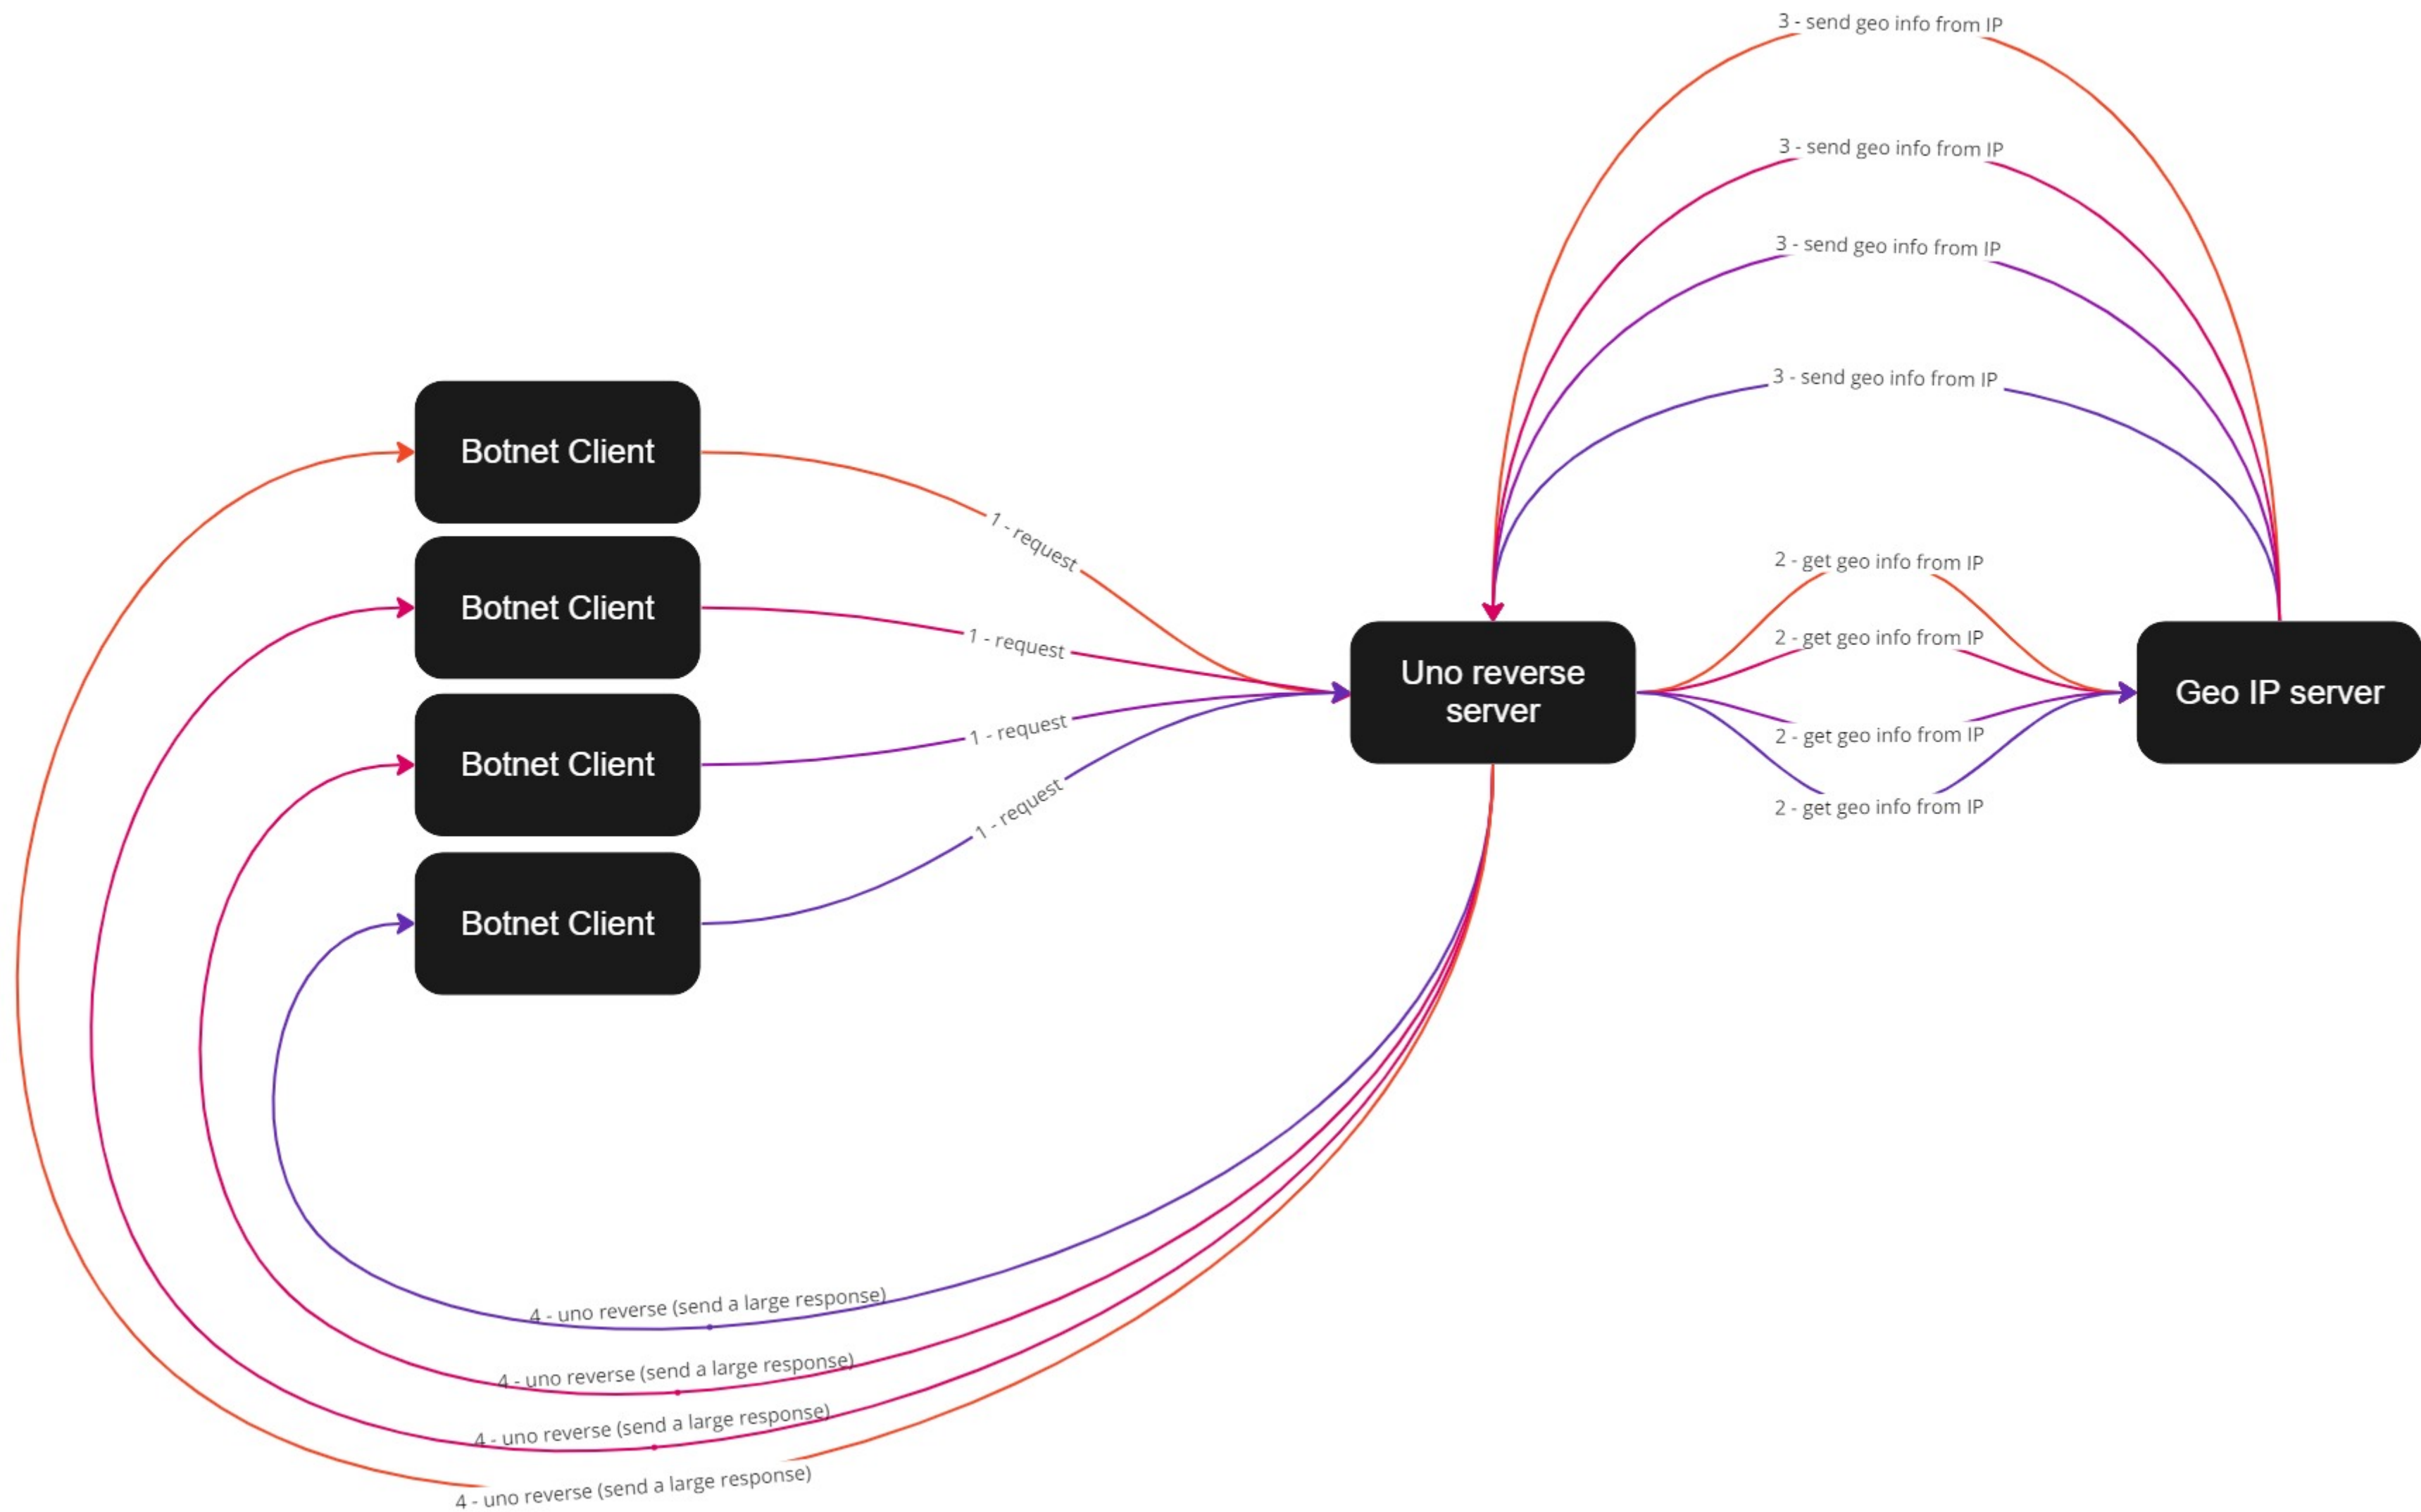 3 - send geo info from IP
3 - send geo info from IP
3 - send geo info from IP
3 - send geo info from IP
Botnet Client
1 - request
Botnet Client
1 - request
Botnet Client
1 - request
Botnet Client
1 - request
Uno reverse
server
2 - get geo info from IP
2 - get geo info from IP
2 - get geo info from IP
2 - get geo info from IP
Geo IP server
4 - uno reverse (send a large response)
4 - uno reverse (send a large response)
4 - uno reverse (send a large response)
4 - uno reverse (send a large response)